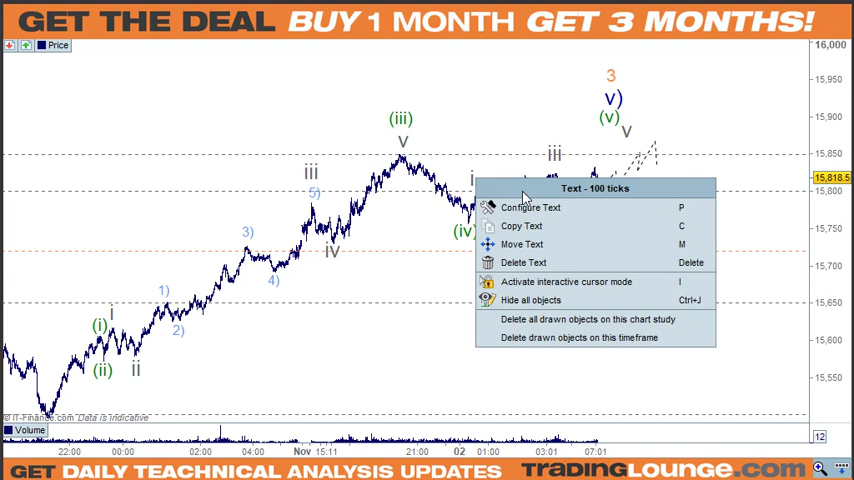 GET THE DEAL BUY 1 MONTH GET 3 MONTHS!
Price
16,000
15,950
15,900
15,850
15,818.5
15,800
15,750
15,700
15,650
15,600
15,550
3
v)
(v)
v
(iii)
v
iii
iii
i
5)
(iv)
iv
3)
4)
1)
2)
i
(i)
(ii)
ii
Text - 100 ticks
Configure Text P
Copy Text C
Move Text M
Delete Text Delete
Activate interactive cursor mode I
Hide all objects Ctrl+J
Delete all drawn objects on this chart study
Delete drawn objects on this timeframe
© IT-Finance.com Data is indicative
Volume
12
22:00 00:00 02:00 04:00 Nov 15:11 21:00 02 01:00 03:01 07:01
GET DAILY TEACHNICAL ANALYSIS UPDATES TRADINGLOUNGE.com